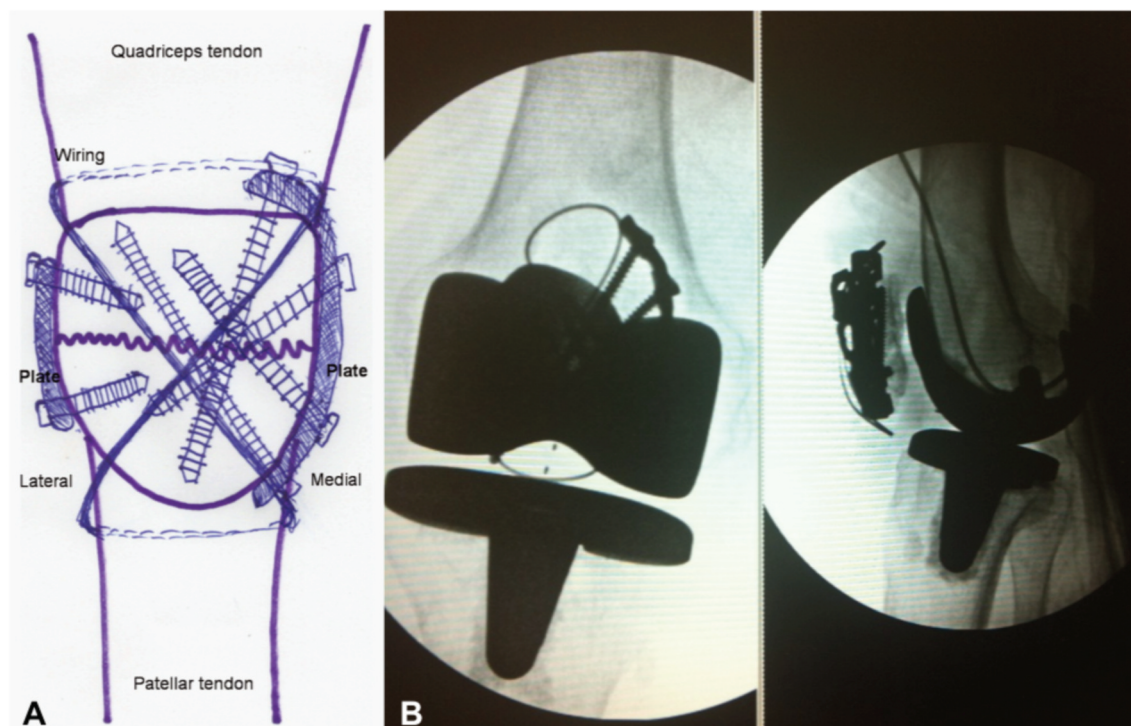 Quadriceps tendon
Wiring
Plate
Plate
Lateral
Medial
Patellar tendon
A
B